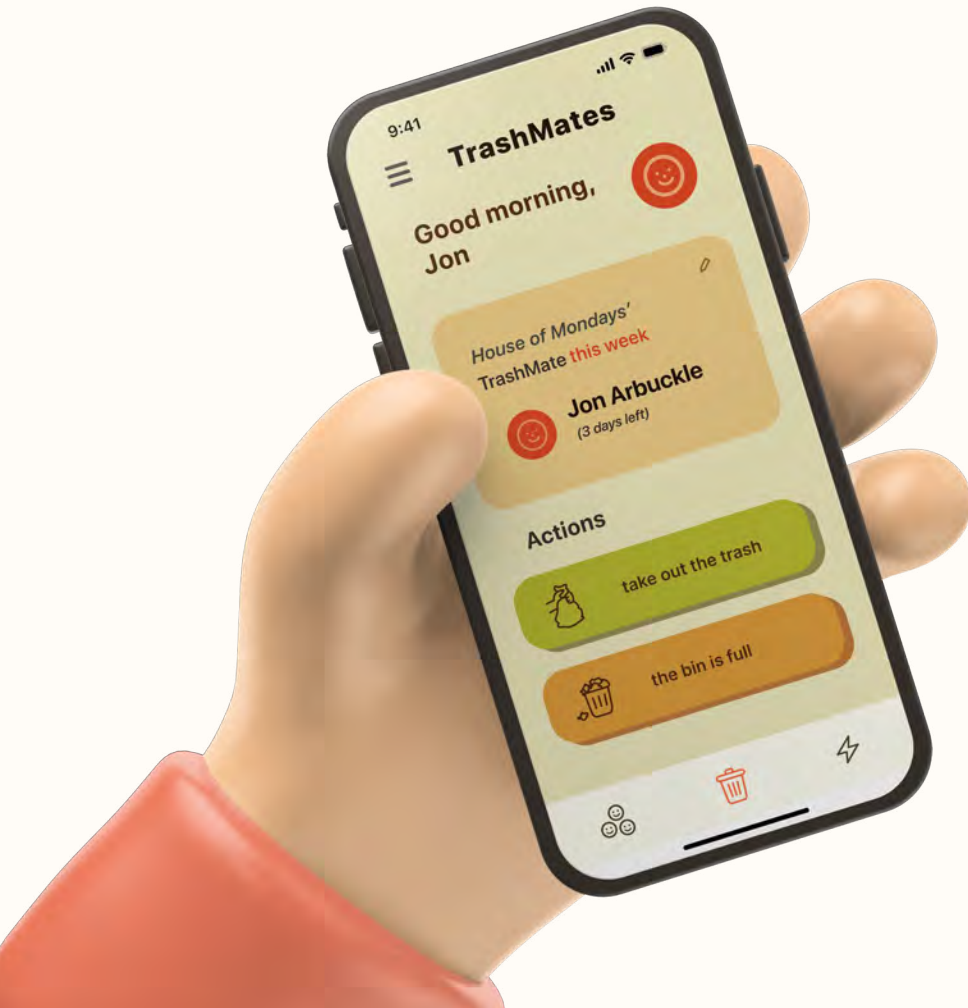 9:41
TrashMates
Good morning,
Jon
House of Mondays'
TrashMate this week
Jon Arbuckle
(3 days left)
Actions
take out the trash
the bin is full